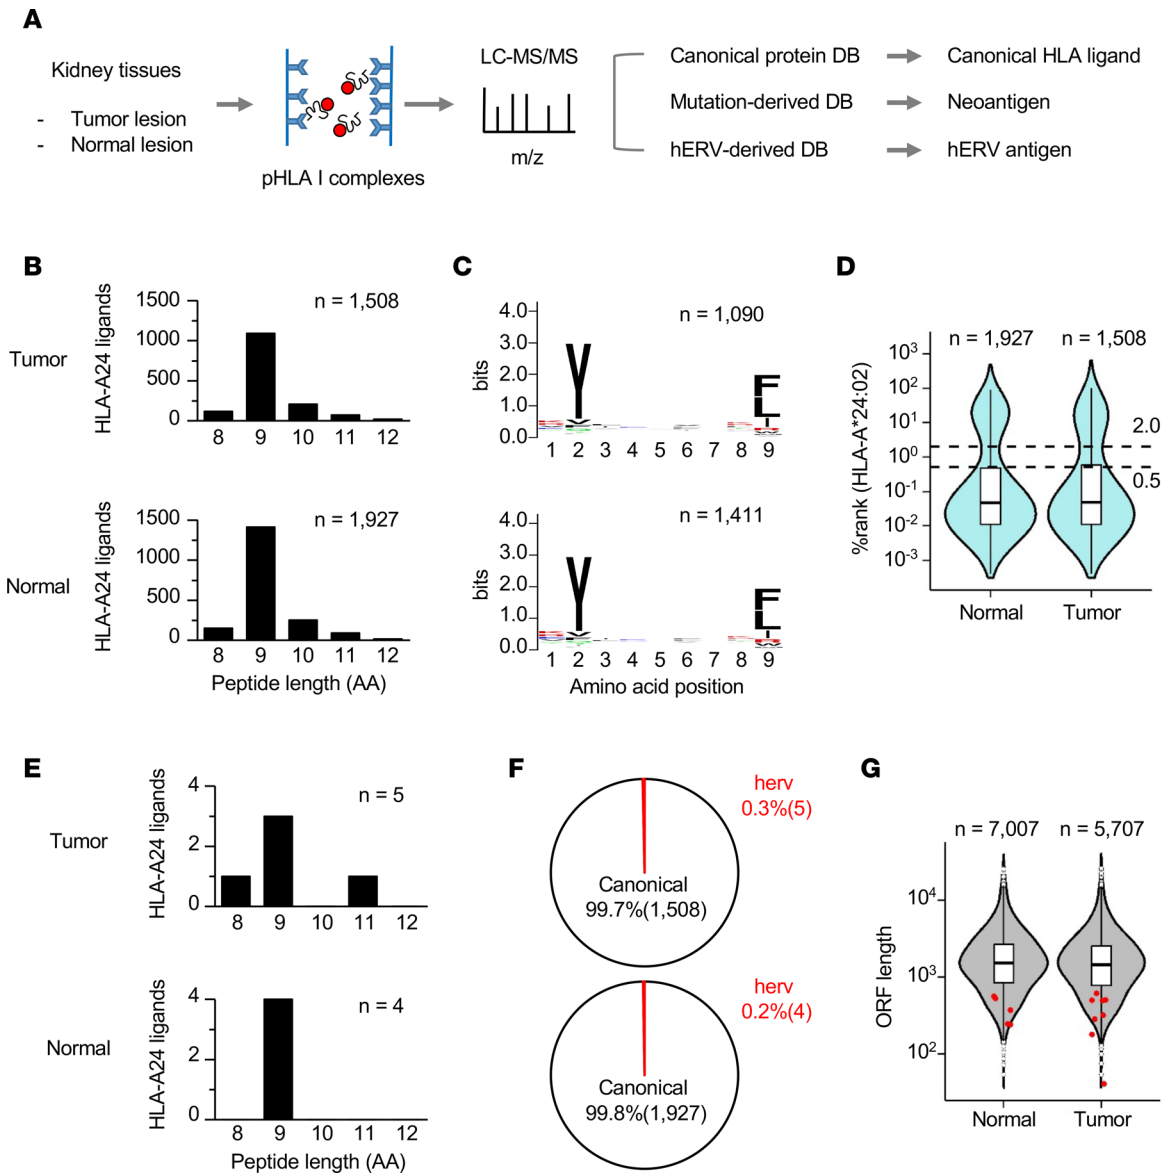 A
Kidney tissues
- Tumor lesion
- Normal lesion
pHLA I complexes
LC-MS/MS
m/z
Canonical protein DB
Canonical HLA ligand
Mutation-derived DB
Neoantigen
hERV-derived DB
hERV antigen
B
Tumor
HLA-A24 ligands
1500
1000
500
0
n = 1,508
8 9 10 11 12
Normal
HLA-A24 ligands
1500
1000
500
0
n = 1,927
8 9 10 11 12
Peptide length (AA)
C
bits
4.0
3.0
2.0
1.0
0.0
n = 1,090
Y
F
L
I
1 2 3 4 5 6 7 8 9
bits
4.0
3.0
2.0
1.0
0.0
n = 1,411
Y
F
L
I
1 2 3 4 5 6 7 8 9
Amino acid position
D
n = 1,927 n = 1,508
%rank (HLA-A*24:02)
10³
10²
10¹
10⁰
10⁻¹
10⁻²
10⁻³
2.0
0.5
Normal Tumor
E
Tumor
HLA-A24 ligands
4
2
0
n = 5
8 9 10 11 12
Normal
HLA-A24 ligands
4
2
0
n = 4
8 9 10 11 12
Peptide length (AA)
F
herv
0.3%(5)
Canonical
99.7%(1,508)
herv
0.2%(4)
Canonical
99.8%(1,927)
G
n = 7,007 n = 5,707
ORF length
10⁴
10³
10²
Normal Tumor